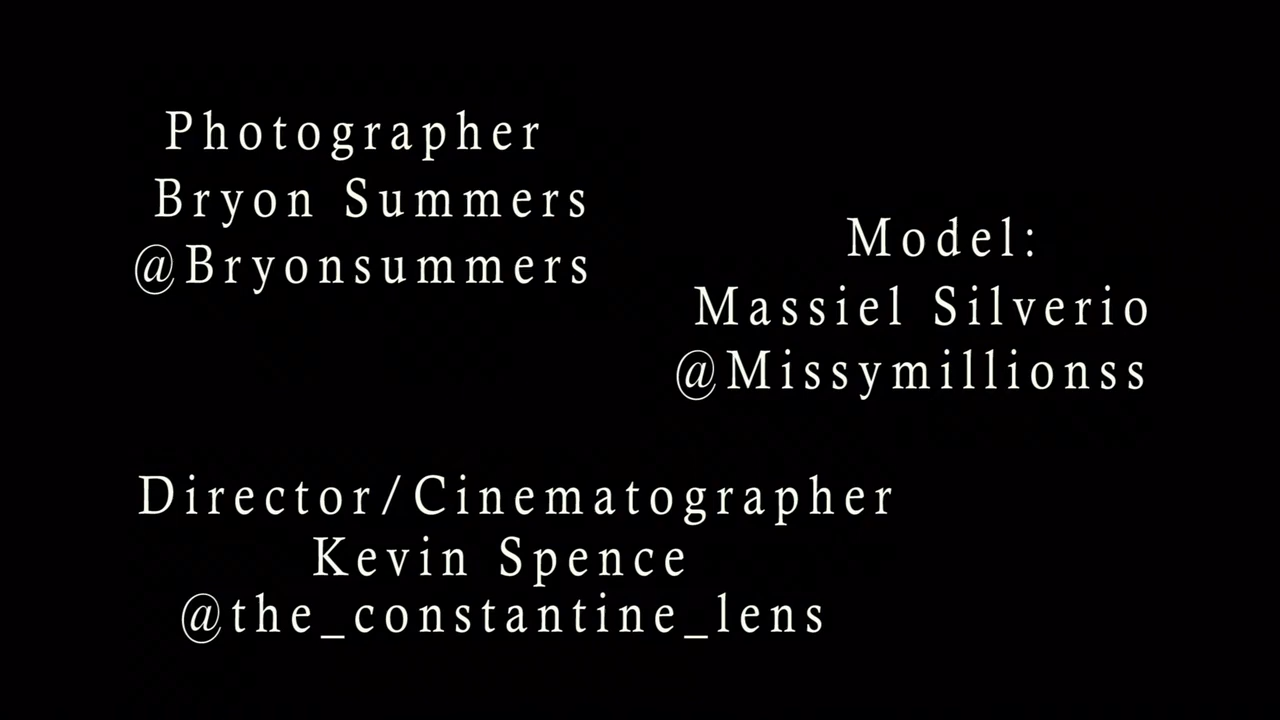 Photographer
Bryon Summers
@Bryonsummers
Model:
Massiel Silverio
@Missymillionss
Director/Cinematographer
Kevin Spence
@the_constantine_lens